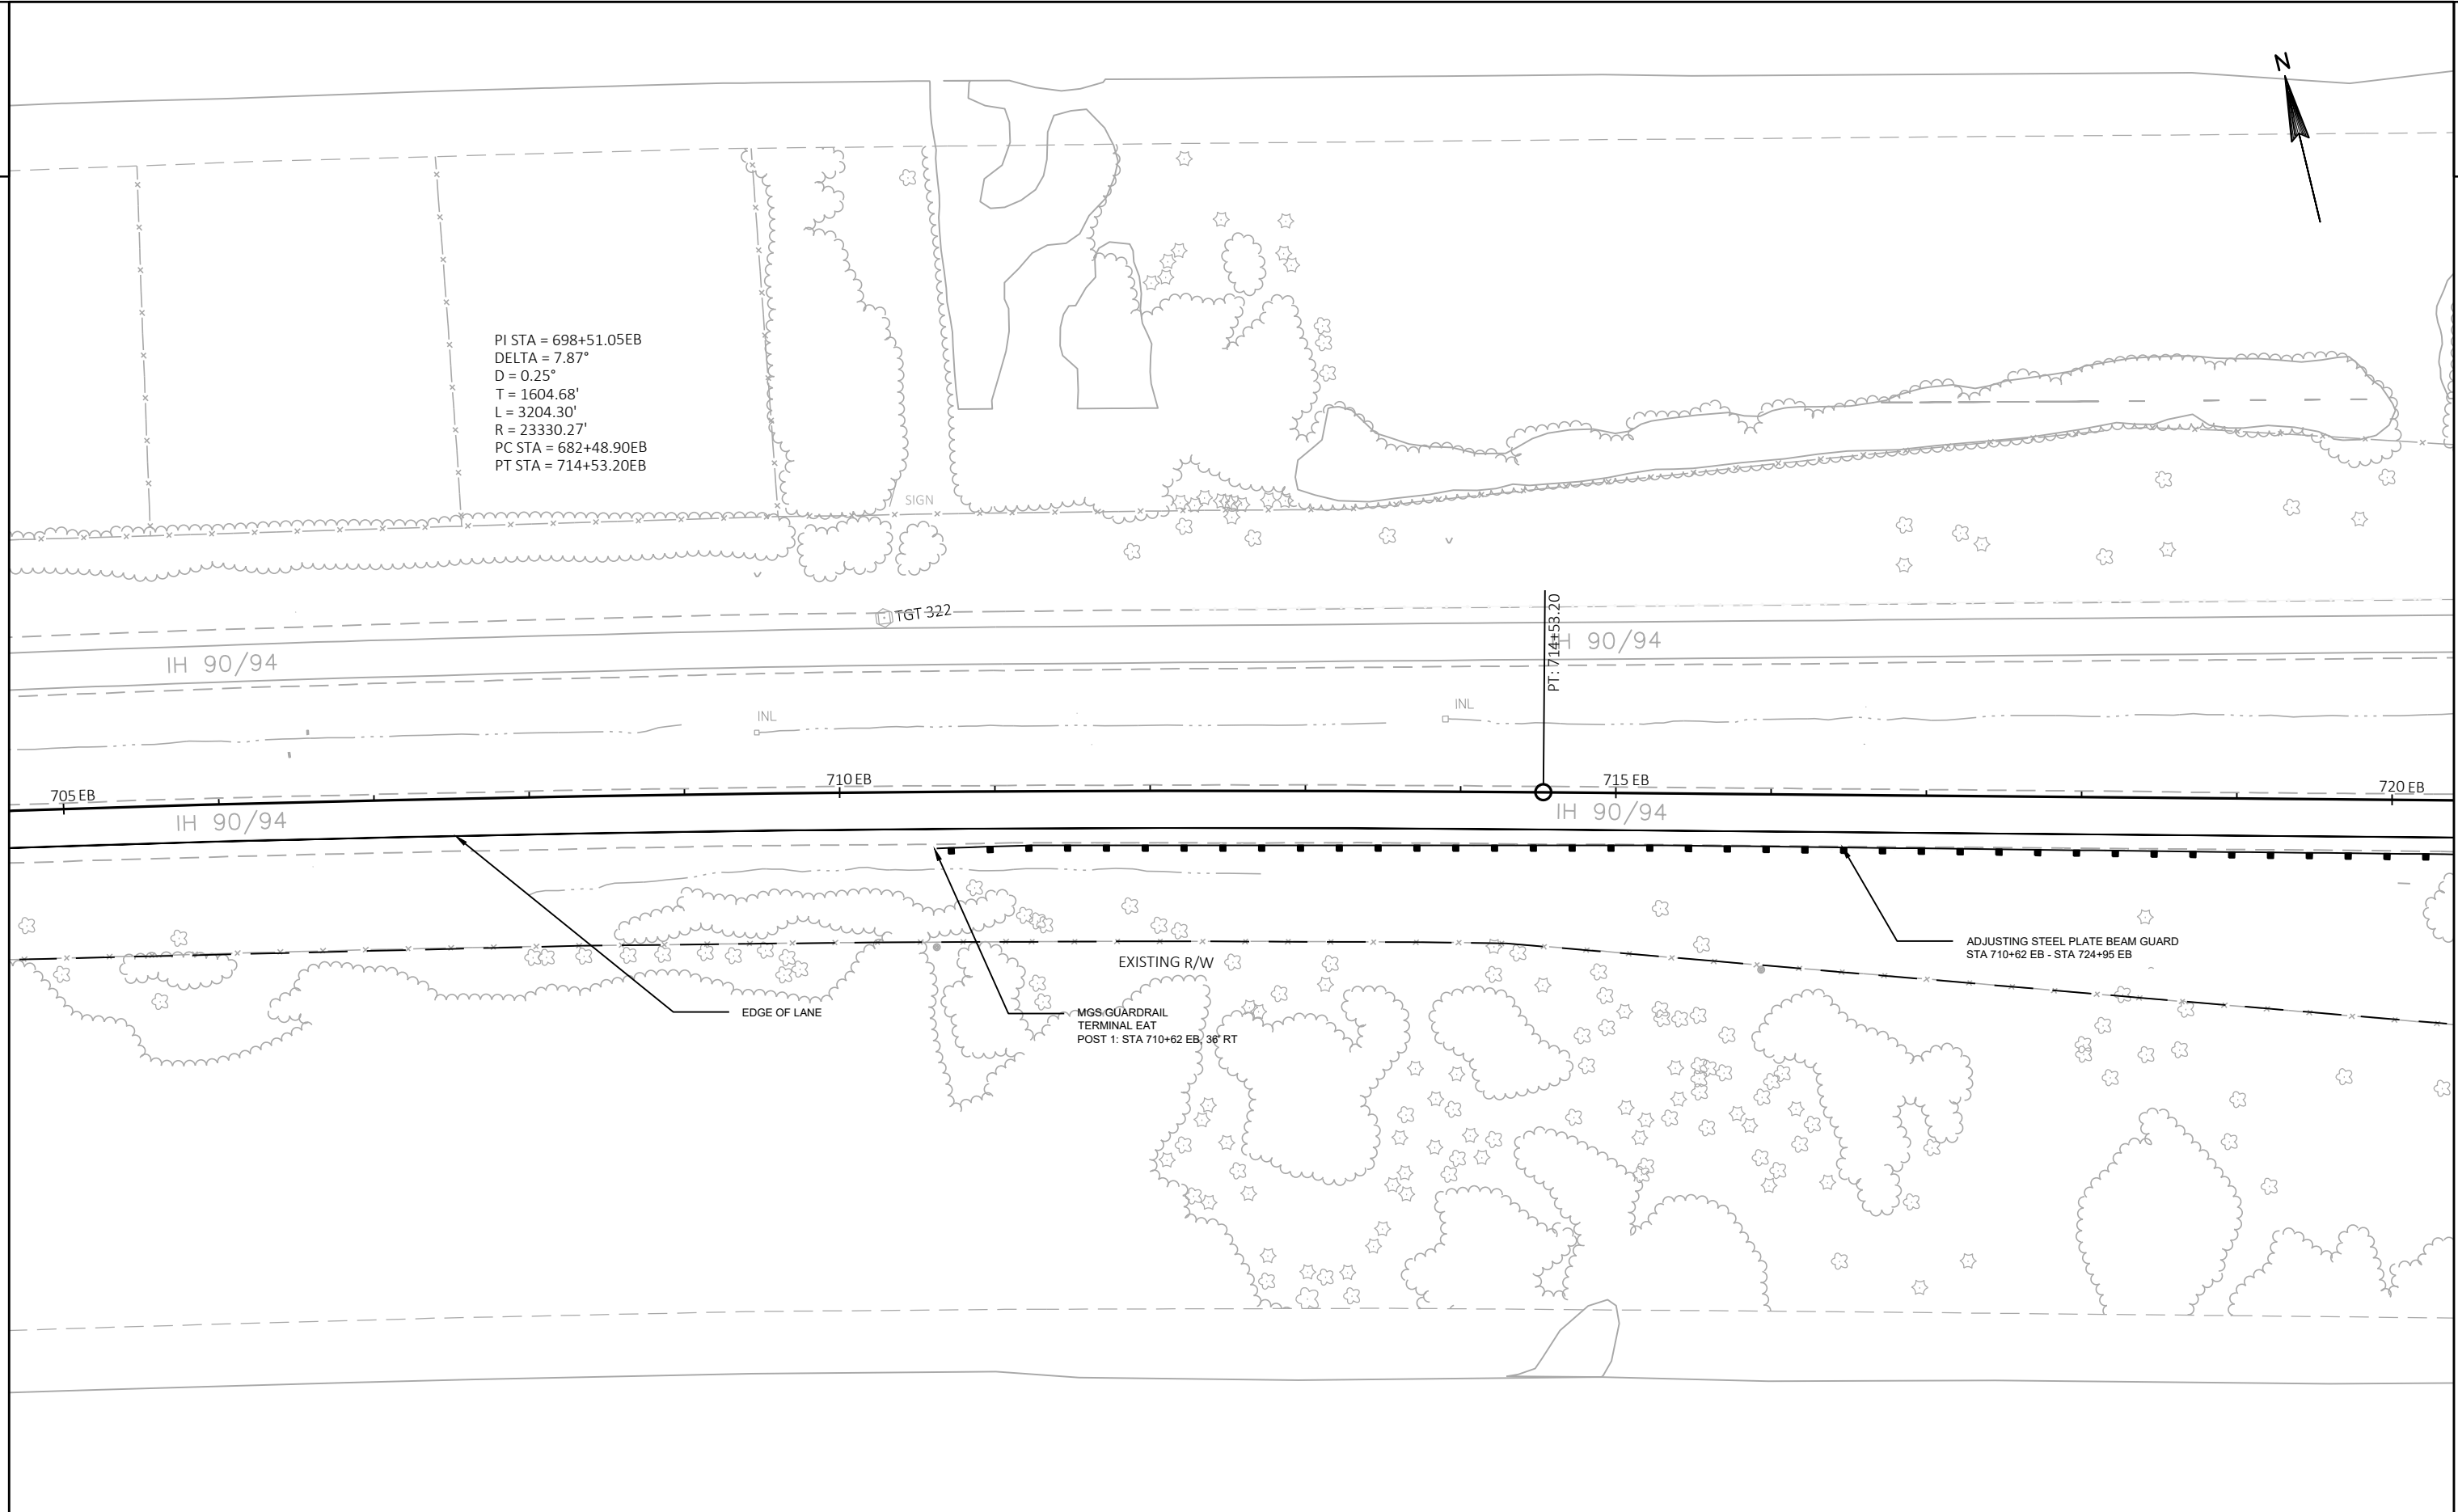 N
PI STA = 698+51.05EB
DELTA = 7.87°
D = 0.25°
T = 1604.68'
L = 3204.30'
R = 23330.27'
PC STA = 682+48.90EB
PT STA = 714+53.20EB
SIGN
TGT 322
PT: 714+53.20
IH 90/94
IH 90/94
INL
INL
705 EB
710 EB
715 EB
720 EB
IH 90/94
IH 90/94
ADJUSTING STEEL PLATE BEAM GUARD
STA 710+62 EB - STA 724+95 EB
EXISTING R/W
EDGE OF LANE
MGS GUARDRAIL
TERMINAL EAT
POST 1: STA 710+62 EB, 36' RT